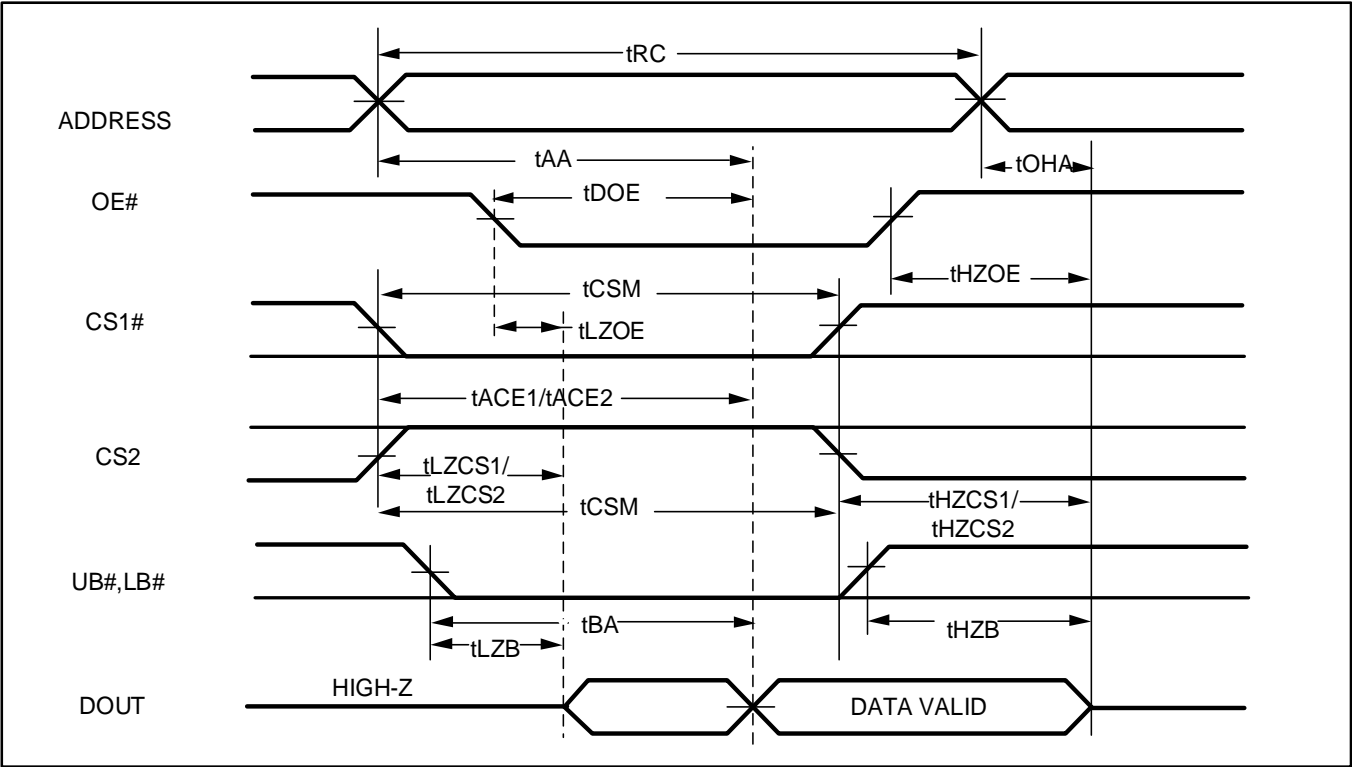 tRC
ADDRESS
tAA
tOHA
OE#
tDOE
tHZOE
tCSM
CS1#
tLZOE
tACE1/tACE2
CS2
tLZCS1/
tLZCS2
tHZCS1/
tHZCS2
tCSM
UB#,LB#
tBA
tHZB
tLZB
HIGH-Z
DOUT
DATA VALID